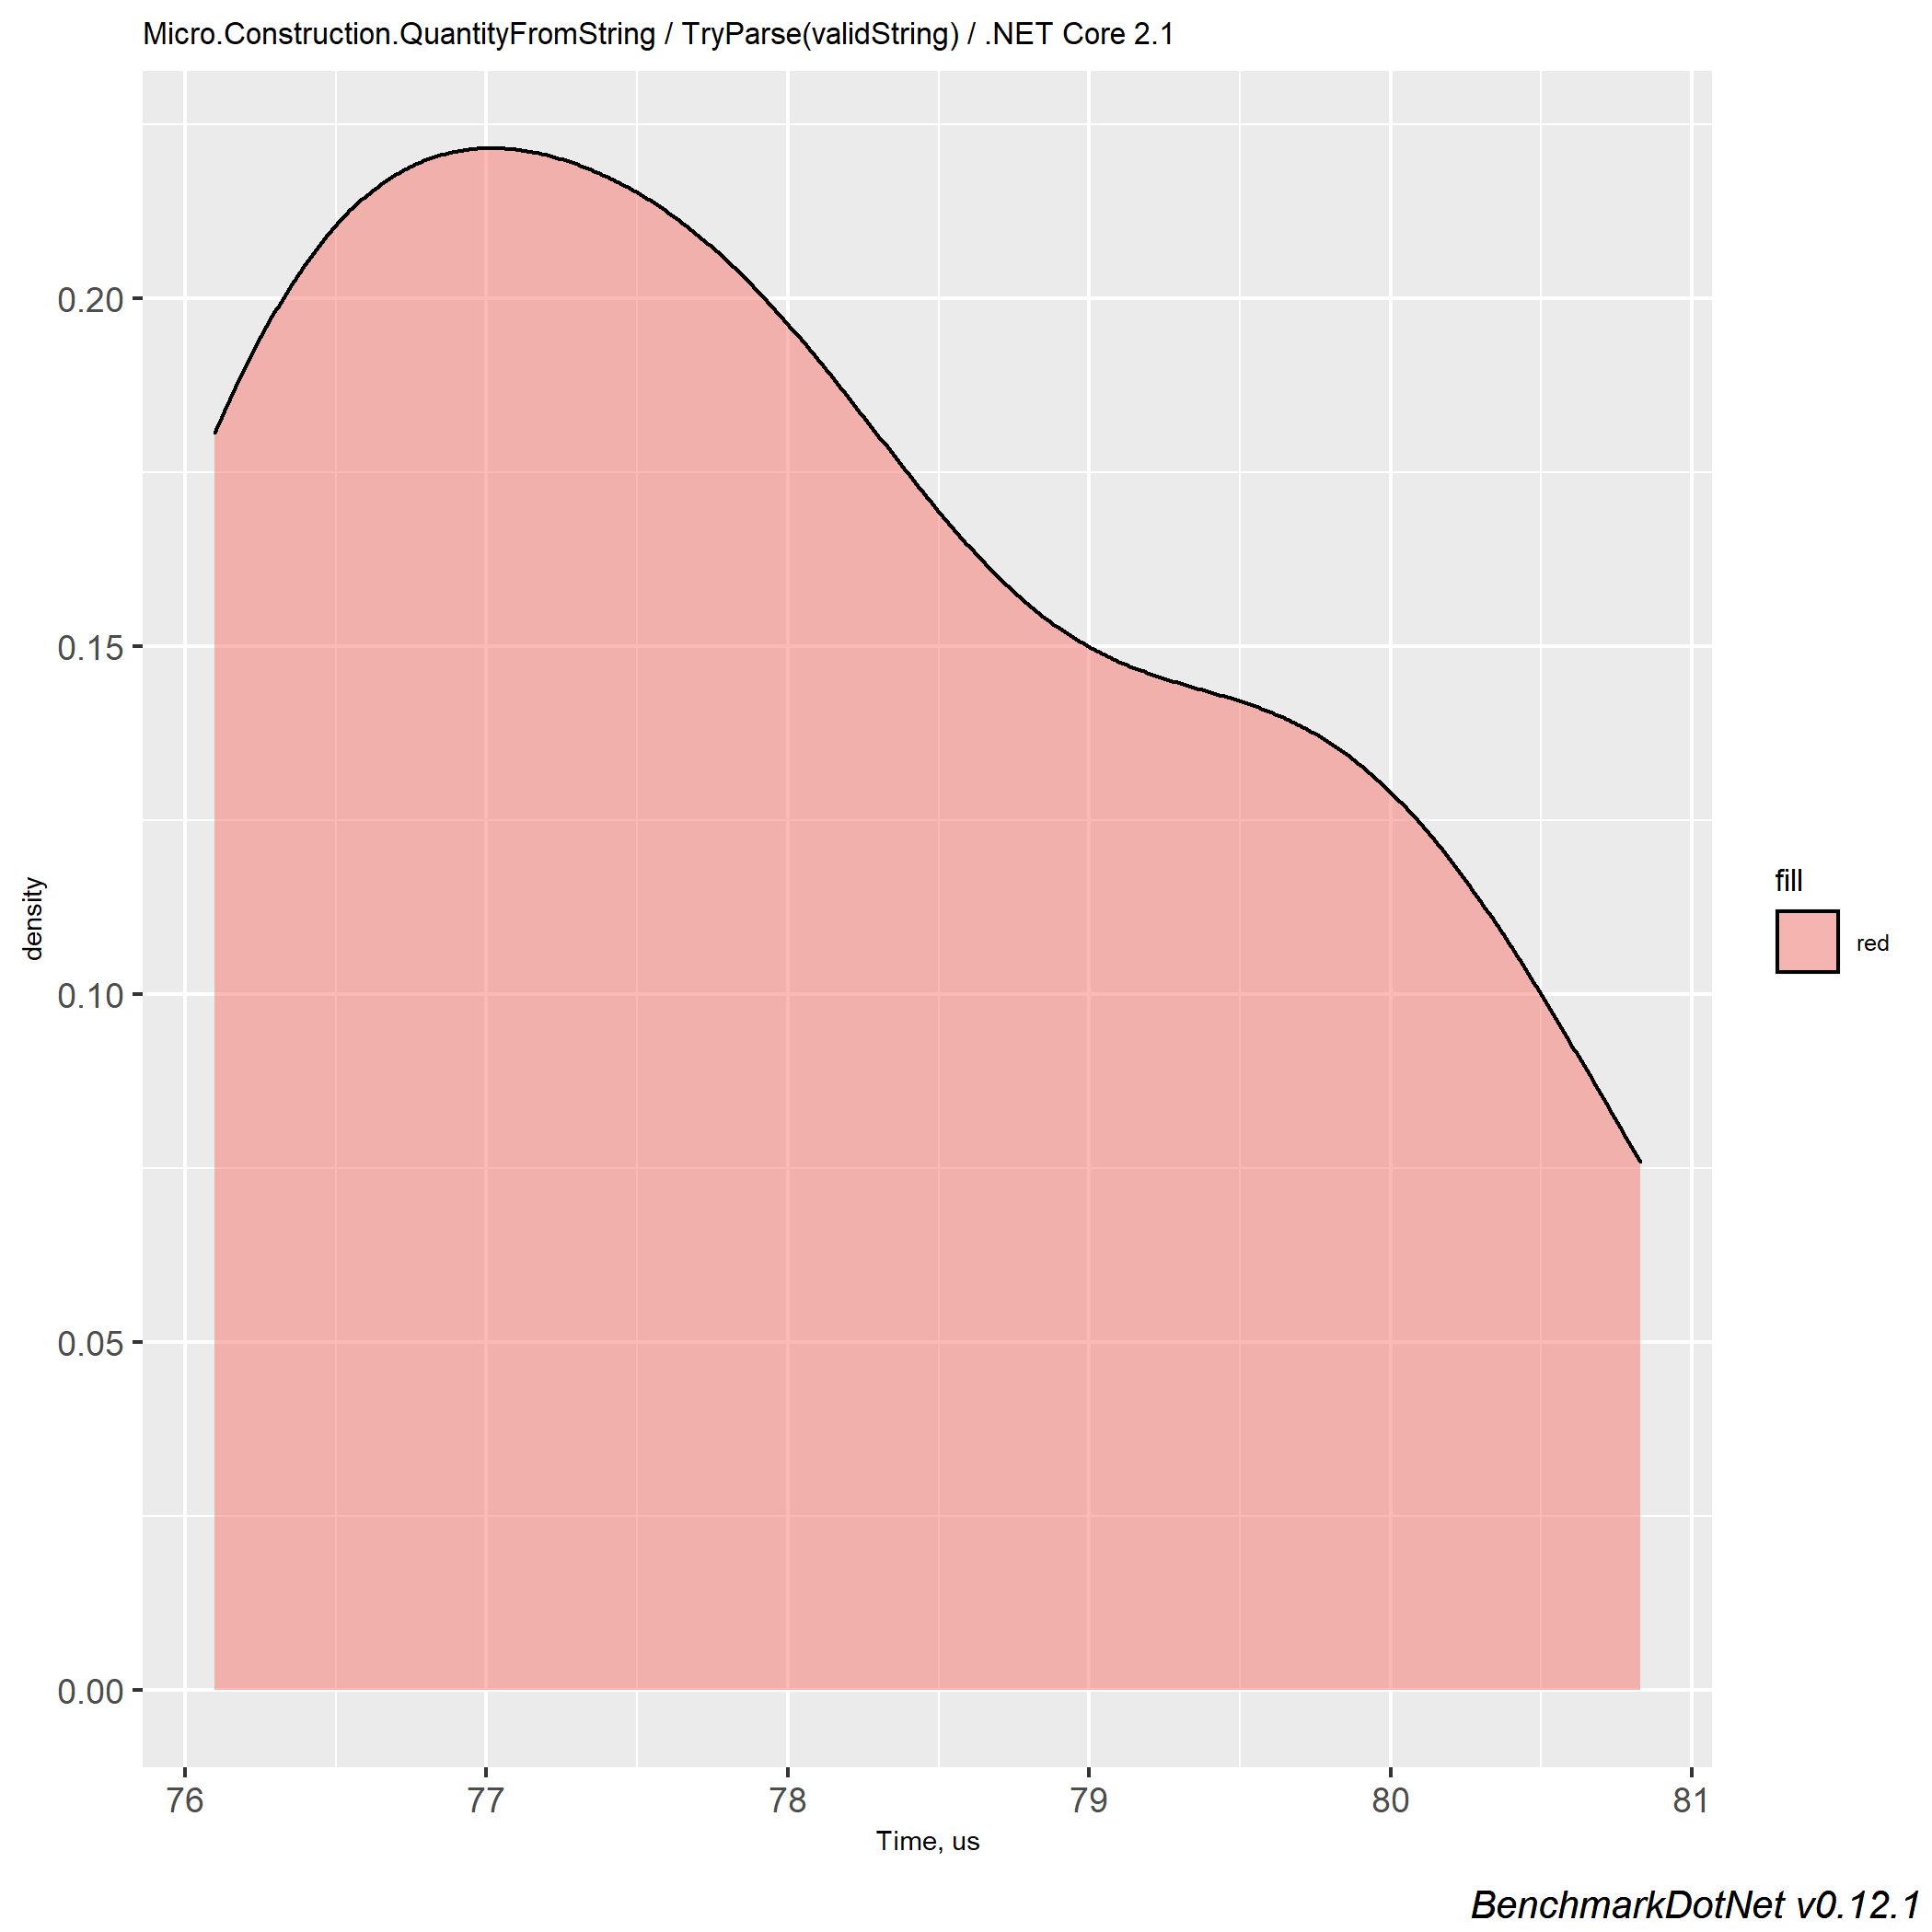 Micro.Construction.QuantityFromString / TryParse(validString) / .NET Core 2.1
density
0.20
0.15
0.10
0.05
0.00
76 77 78 79 80 81
Time, us
fill
red
BenchmarkDotNet v0.12.1